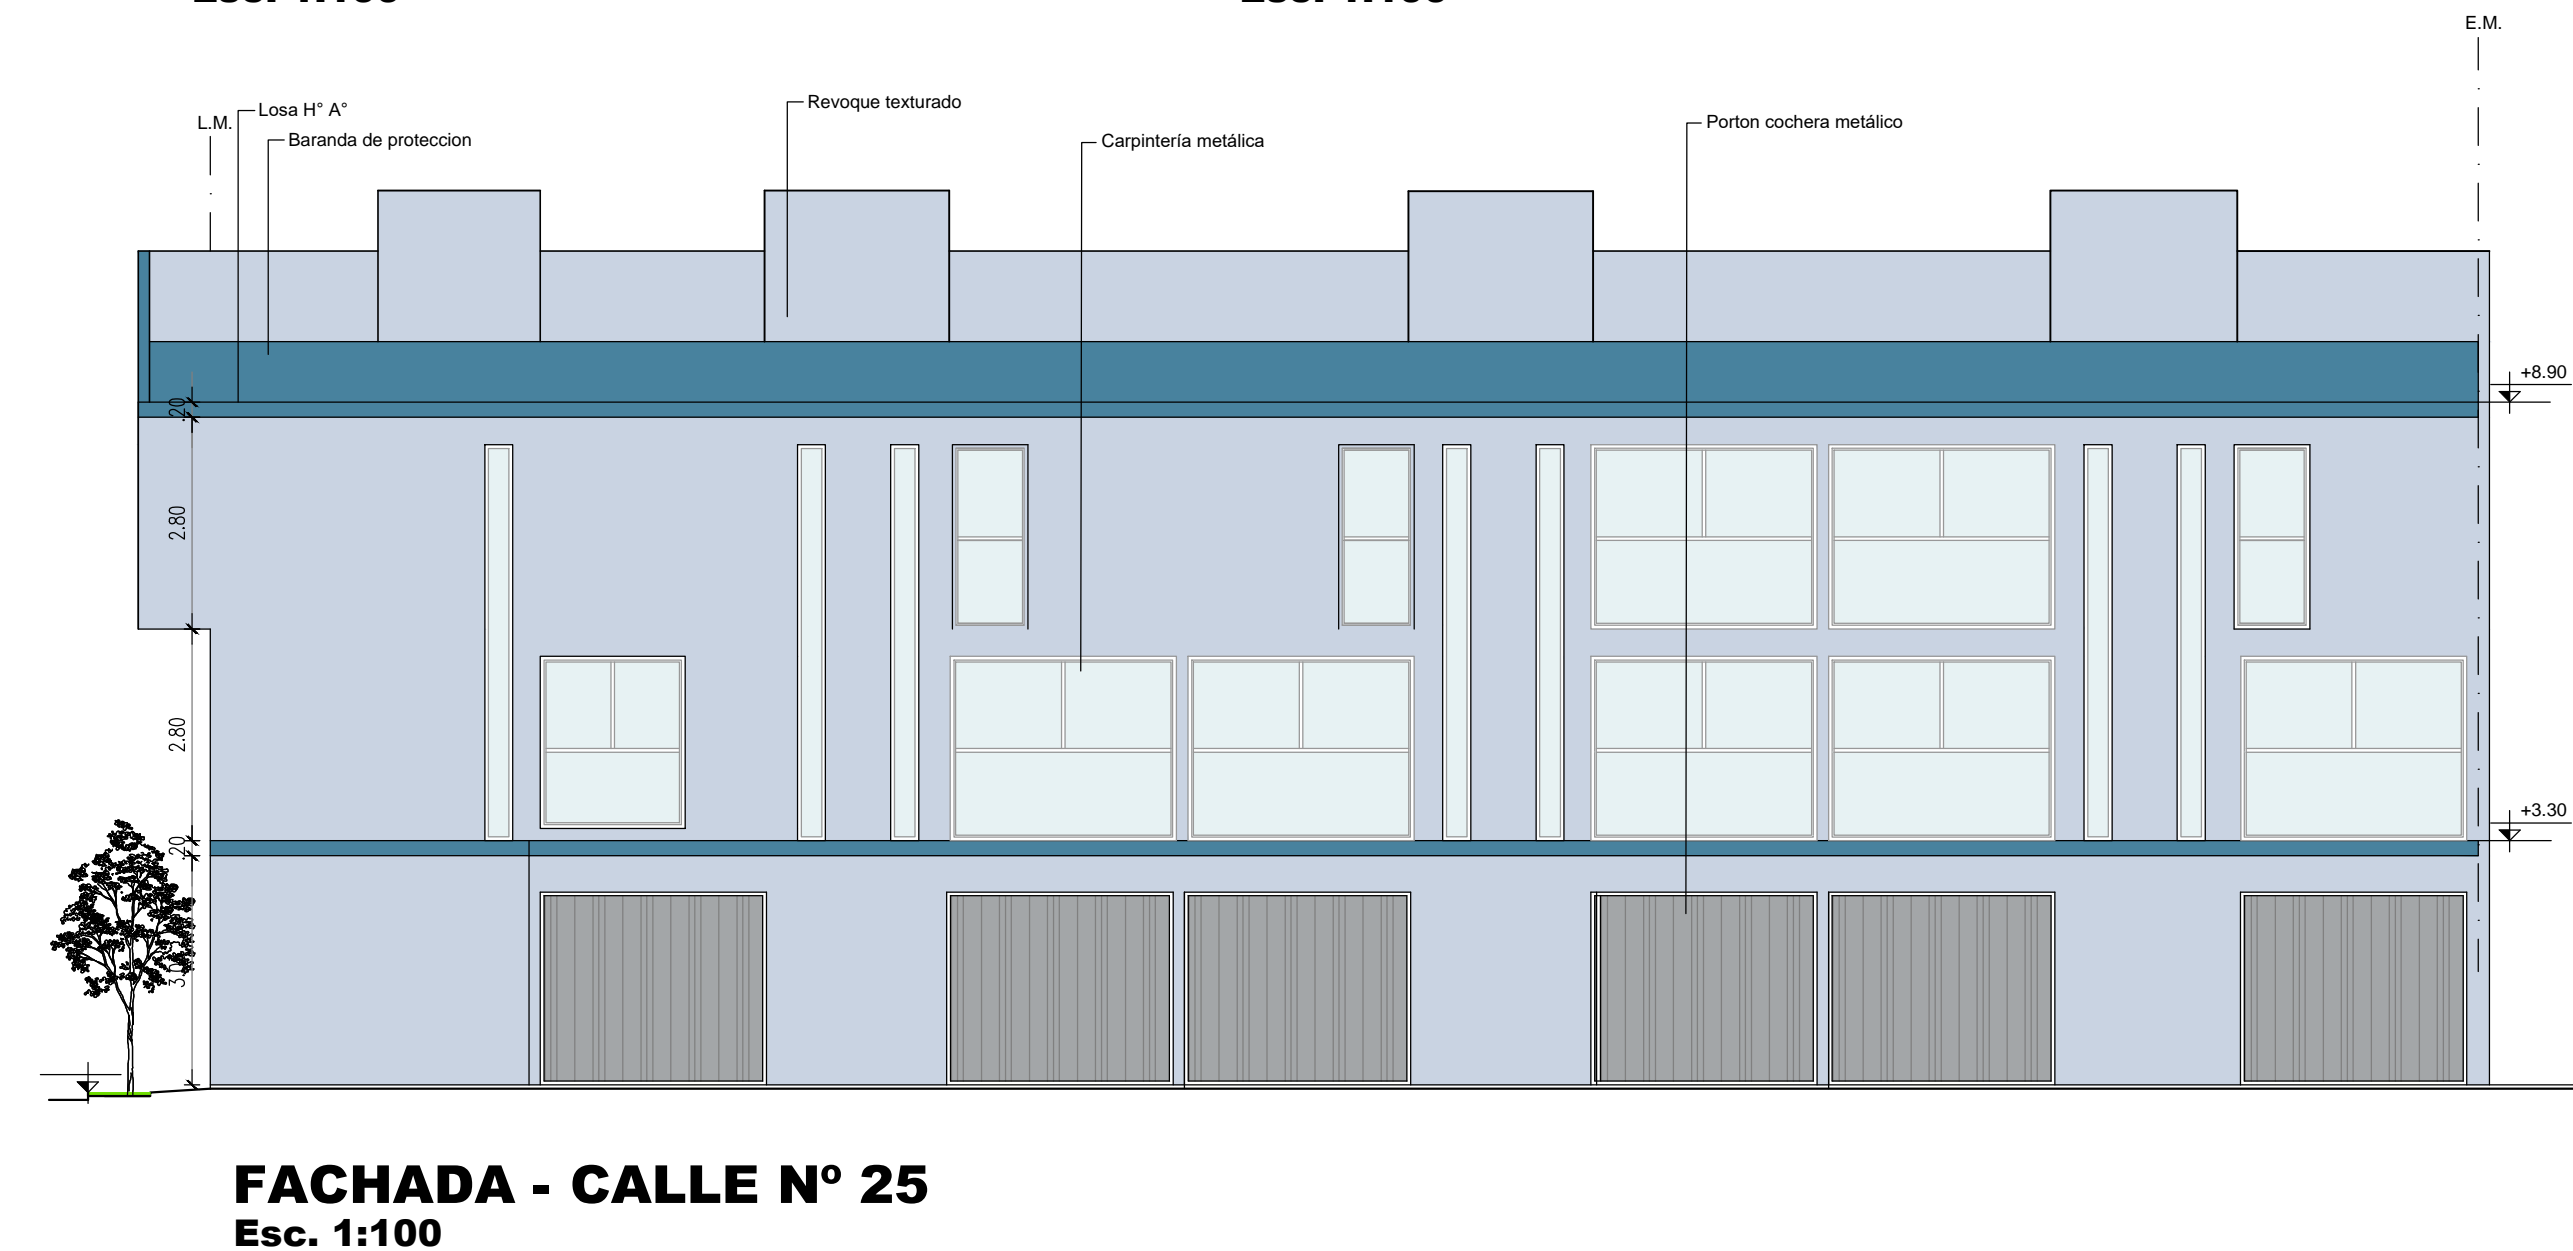 E.M.
Revoque texturado
Losa H° A°
L.M.
Porton cochera metálico
Baranda de proteccion
Carpintería metálica
+8.90
.20
2.80
2.80
+3.30
.20
FACHADA - CALLE Nº 25
Esc. 1:100